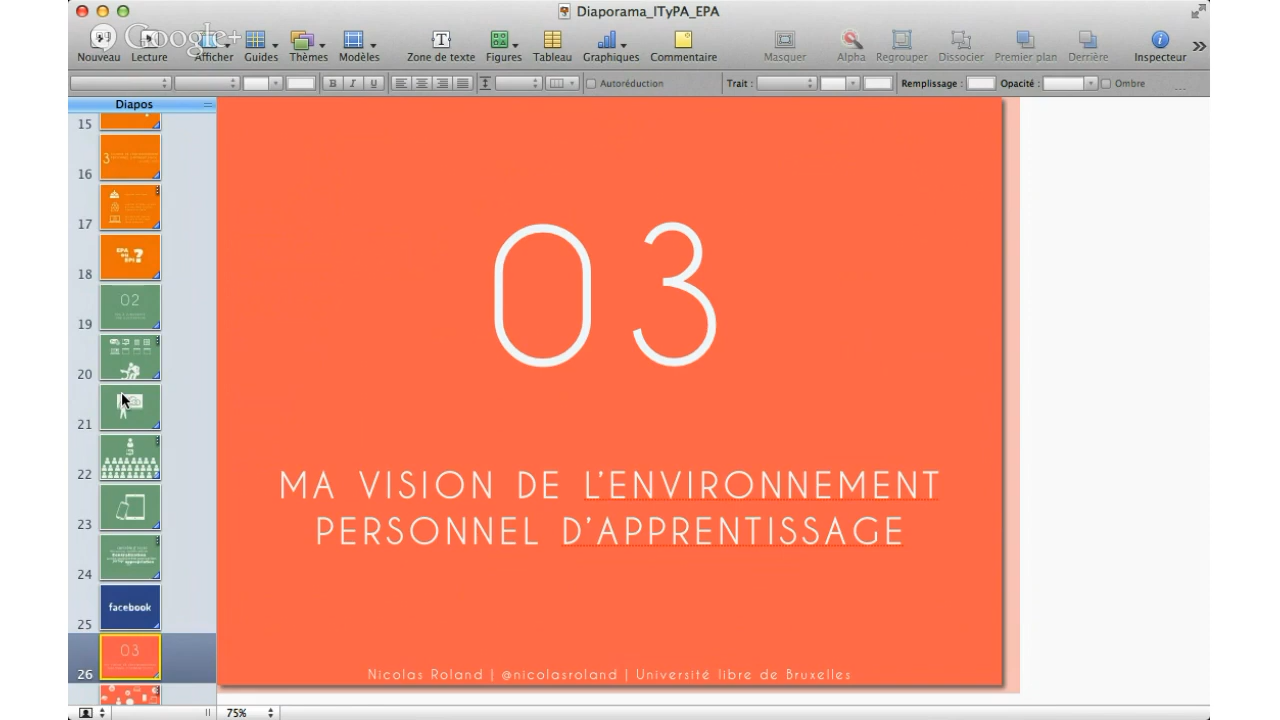 Diaporama_ITyPA_EPA
Google+
Nouveau Lecture Afficher Guides Thèmes Modèles Zone de texte Figures Tableau Graphiques Commentaire Masquer Alpha Regrouper Dissocier Premier plan Derrière Inspecteur
B I U Autoréduction Trait : Remplissage : Opacité : Ombre
Diapos
15
16
17
18
EPA
?
19
02
20
21
22
23
24
25
facebook
26
03
03
MA VISION DE L'ENVIRONNEMENT
PERSONNEL D'APPRENTISSAGE
Nicolas Roland | @nicolasroland | Université libre de Bruxelles
75%